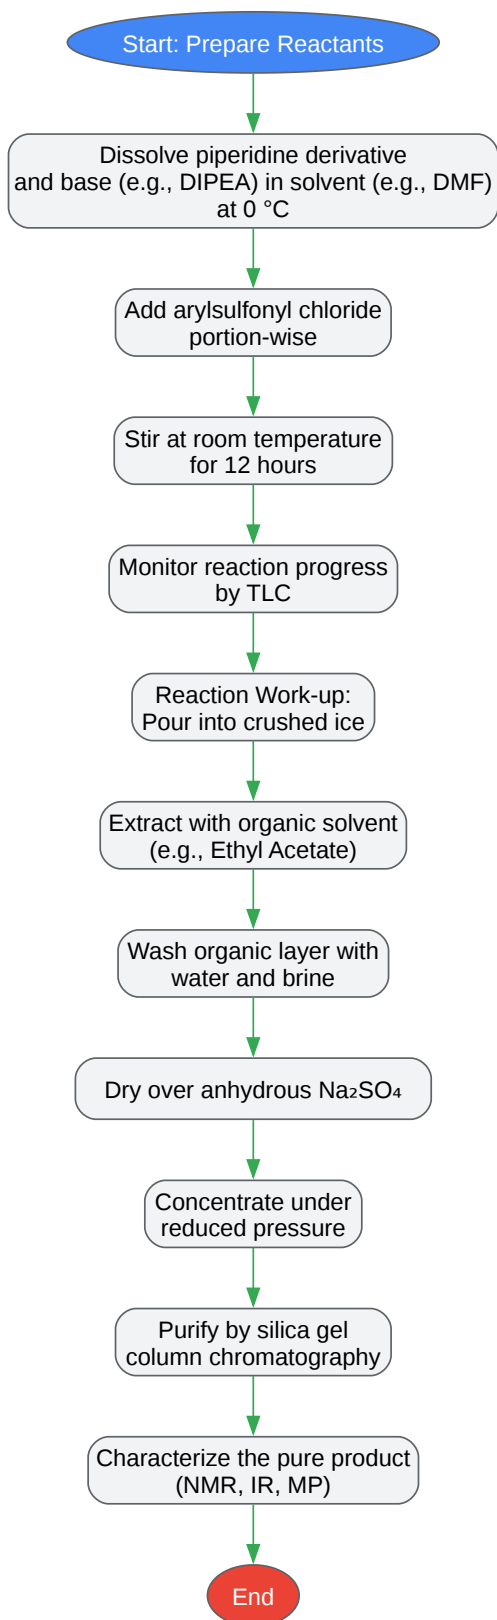 Start: Prepare Reactants
Dissolve piperidine derivative
and base (e.g., DIPEA) in solvent (e.g., DMF)
at 0 °C
Add arylsulfonyl chloride
portion-wise
Stir at room temperature
for 12 hours
Monitor reaction progress
by TLC
Reaction Work-up:
Pour into crushed ice
Extract with organic solvent
(e.g., Ethyl Acetate)
Wash organic layer with
water and brine
Dry over anhydrous Na₂SO₄
Concentrate under
reduced pressure
Purify by silica gel
column chromatography
Characterize the pure product
(NMR, IR, MP)
End